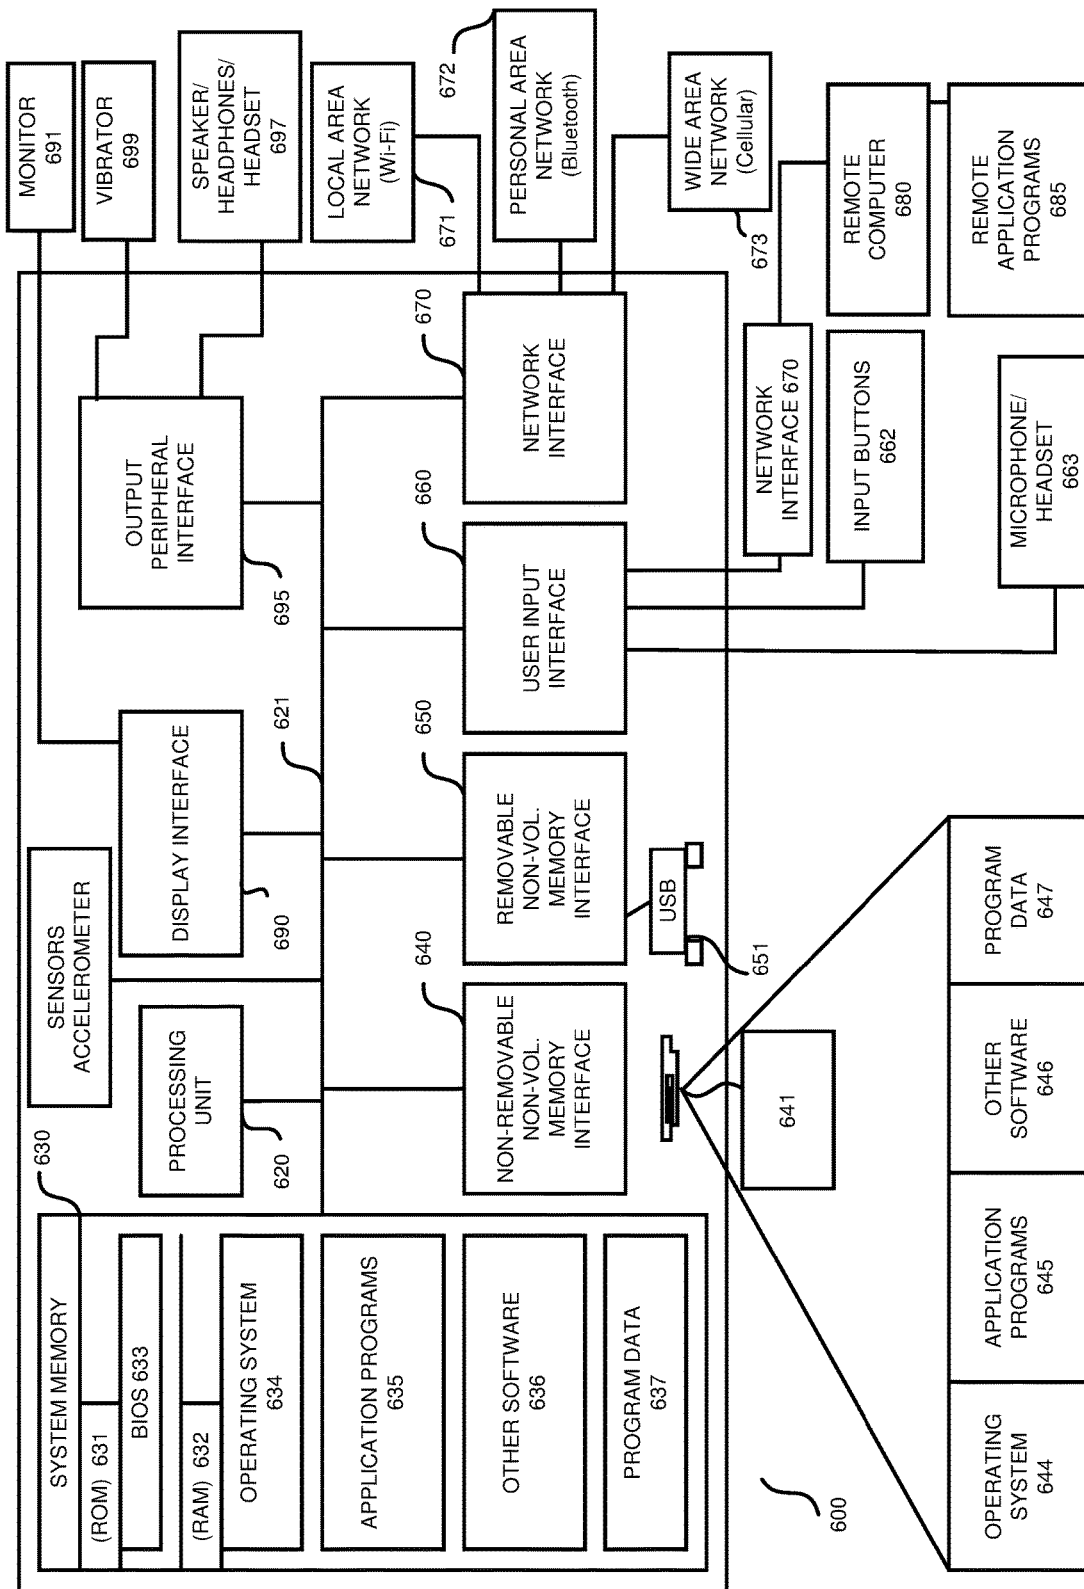 SYSTEM MEMORY
630
(ROM) 631
BIOS 633
(RAM) 632
OPERATING SYSTEM
634
APPLICATION PROGRAMS
635
OTHER SOFTWARE
636
PROGRAM DATA
637
PROCESSING
UNIT
620
SENSORS
ACCELEROMETER
DISPLAY INTERFACE
690
621
OUTPUT
PERIPHERAL
INTERFACE
695
MONITOR
691
VIBRATOR
699
SPEAKER/
HEADPHONES/
HEADSET
697
LOCAL AREA
NETWORK
(Wi-Fi)
671
PERSONAL AREA
NETWORK
(Bluetooth)
672
WIDE AREA
NETWORK
(Cellular)
673
NON-REMOVABLE
NON-VOL.
MEMORY
INTERFACE
640
REMOVABLE
NON-VOL.
MEMORY
INTERFACE
650
USER INPUT
INTERFACE
660
NETWORK
INTERFACE
670
USB
651
641
NETWORK
INTERFACE 670
INPUT BUTTONS
662
MICROPHONE/
HEADSET
663
REMOTE
COMPUTER
680
REMOTE
APPLICATION
PROGRAMS
685
600
OPERATING
SYSTEM
644
APPLICATION
PROGRAMS
645
OTHER
SOFTWARE
646
PROGRAM
DATA
647